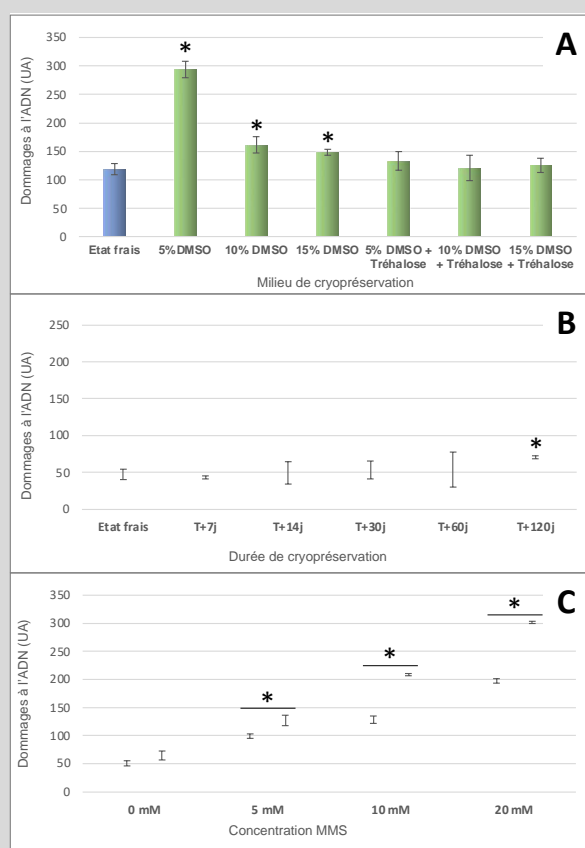 A
Dommages à l'ADN (UA)
350
300
250
200
150
100
50
0
*
*
*
Etat frais 5%DMSO 10% DMSO 15% DMSO 5% DMSO + Tréhalose 10% DMSO + Tréhalose 15% DMSO + Tréhalose
Milieu de cryopréservation
B
Dommages à l'ADN (UA)
250
200
150
100
50
0
*
Etat frais T+7j T+14j T+30j T+60j T+120j
Durée de cryopréservation
C
Dommages à l'ADN (UA)
350
300
250
200
150
100
50
0
*
*
*
0 mM 5 mM 10 mM 20 mM
Concentration MMS